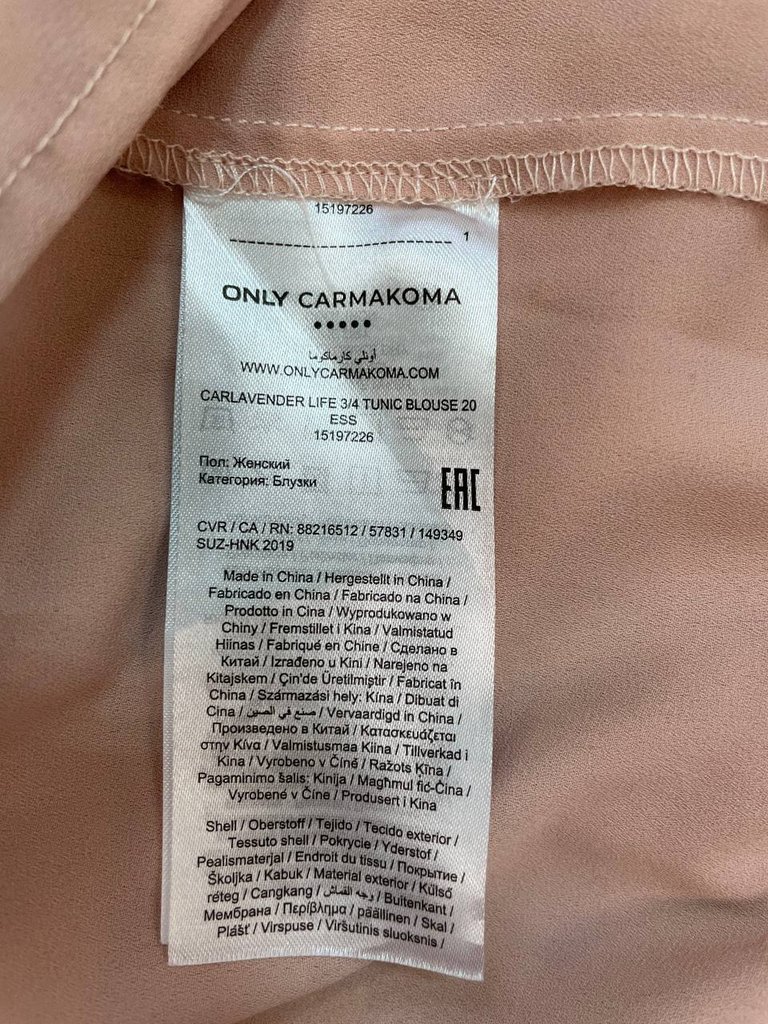 15197226
1
ONLY CARMAKOMA
أونلي كارماكوما
WWW.ONLYCARMAKOMA.COM
CARLAVENDER LIFE 3/4 TUNIC BLOUSE 20
ESS
15197226
Пол: Женский
Категория: Блузки
EAC
CVR / CA / RN: 88216512 / 57831 / 149349
SUZ-HNK 2019
Made in China / Hergestellt in China /
Fabricado en China / Fabricado na China /
Prodotto in Cina / Wyprodukowano w
Chiny / Fremstillet i Kina / Valmistatud
Hiinas / Fabriqué en Chine / Сделано в
Китай / Izrađeno u Kini / Narejeno na
Kitajskem / Çin'de Üretilmiştir / Fabricat în
China / Származási hely: Kína / Dibuat di
Cina / صنع في الصين / Vervaardigd in China /
Произведено в Китай / Κατασκευάζεται
στην Κίνα / Valmistusmaa Kiina / Tillverkad i
Kina / Vyrobeno v Číně / Ražots Ķīna /
Pagaminimo šalis: Kinija / Magħmul fiċ-Ċina /
Vyrobené v Číne / Produsert i Kina
Shell / Oberstoff / Tejido / Tecido exterior /
Tessuto shell / Pokrycie / Yderstof /
Pealismaterjal / Endroit du tissu / Покрытие /
Školjka / Kabuk / Material exterior / Külső
réteg / Cangkang / وجه القماش / Buitenkant /
Мембрана / Περίβλημα / päällinen / Skal /
Plášť / Virspuse / Viršutinis sluoksnis /